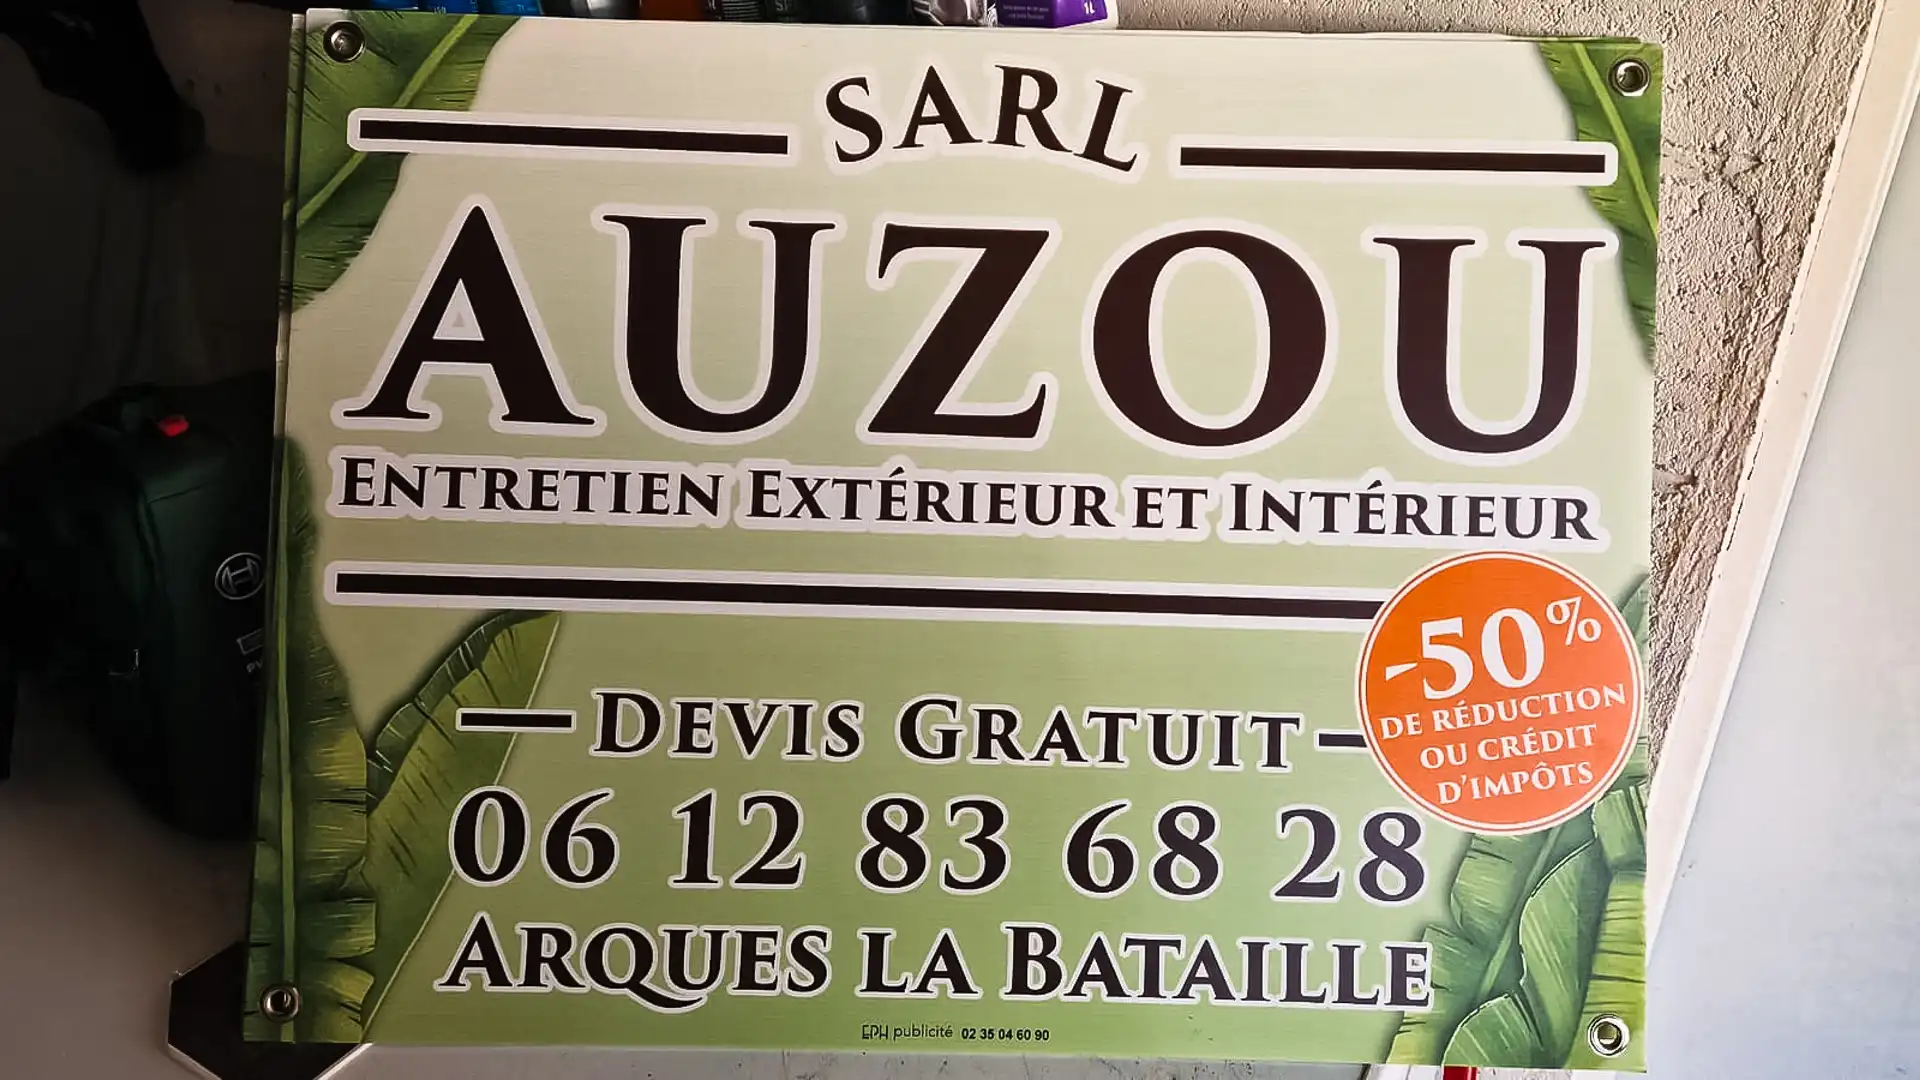 SARL
AUZOU
ENTRETIEN EXTÉRIEUR ET INTÉRIEUR
-50%
DE RÉDUCTION
OU CRÉDIT
D'IMPÔTS
DEVIS GRATUIT
06 12 83 68 28
ARQUES LA BATAILLE
EPH publicité 02 35 04 60 90
1L